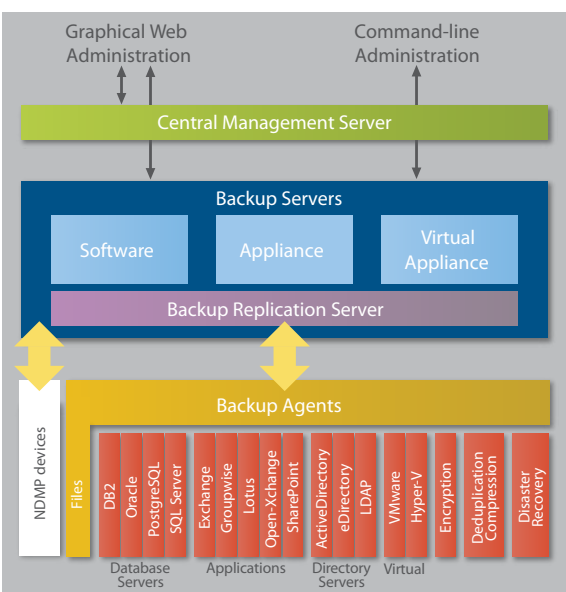 Graphical Web
Administration
Command-line
Administration
Central Management Server
Backup Servers
Software
Appliance
Virtual
Appliance
Backup Replication Server
Backup Agents
NDMP devices
Files
DB2
Oracle
PostgreSQL
SQL Server
Exchange
Groupwise
Lotus
Open-Xchange
SharePoint
ActiveDirectory
eDirectory
LDAP
VMware
Hyper-V
Encryption
Deduplication
Compression
Disaster
Recovery
Database
Servers
Applications
Directory
Servers
Virtual